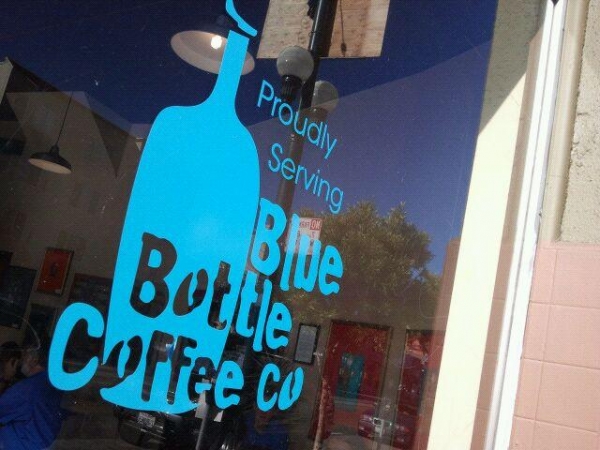 Proudly
Serving
Blue
Bottle
Coffee Co